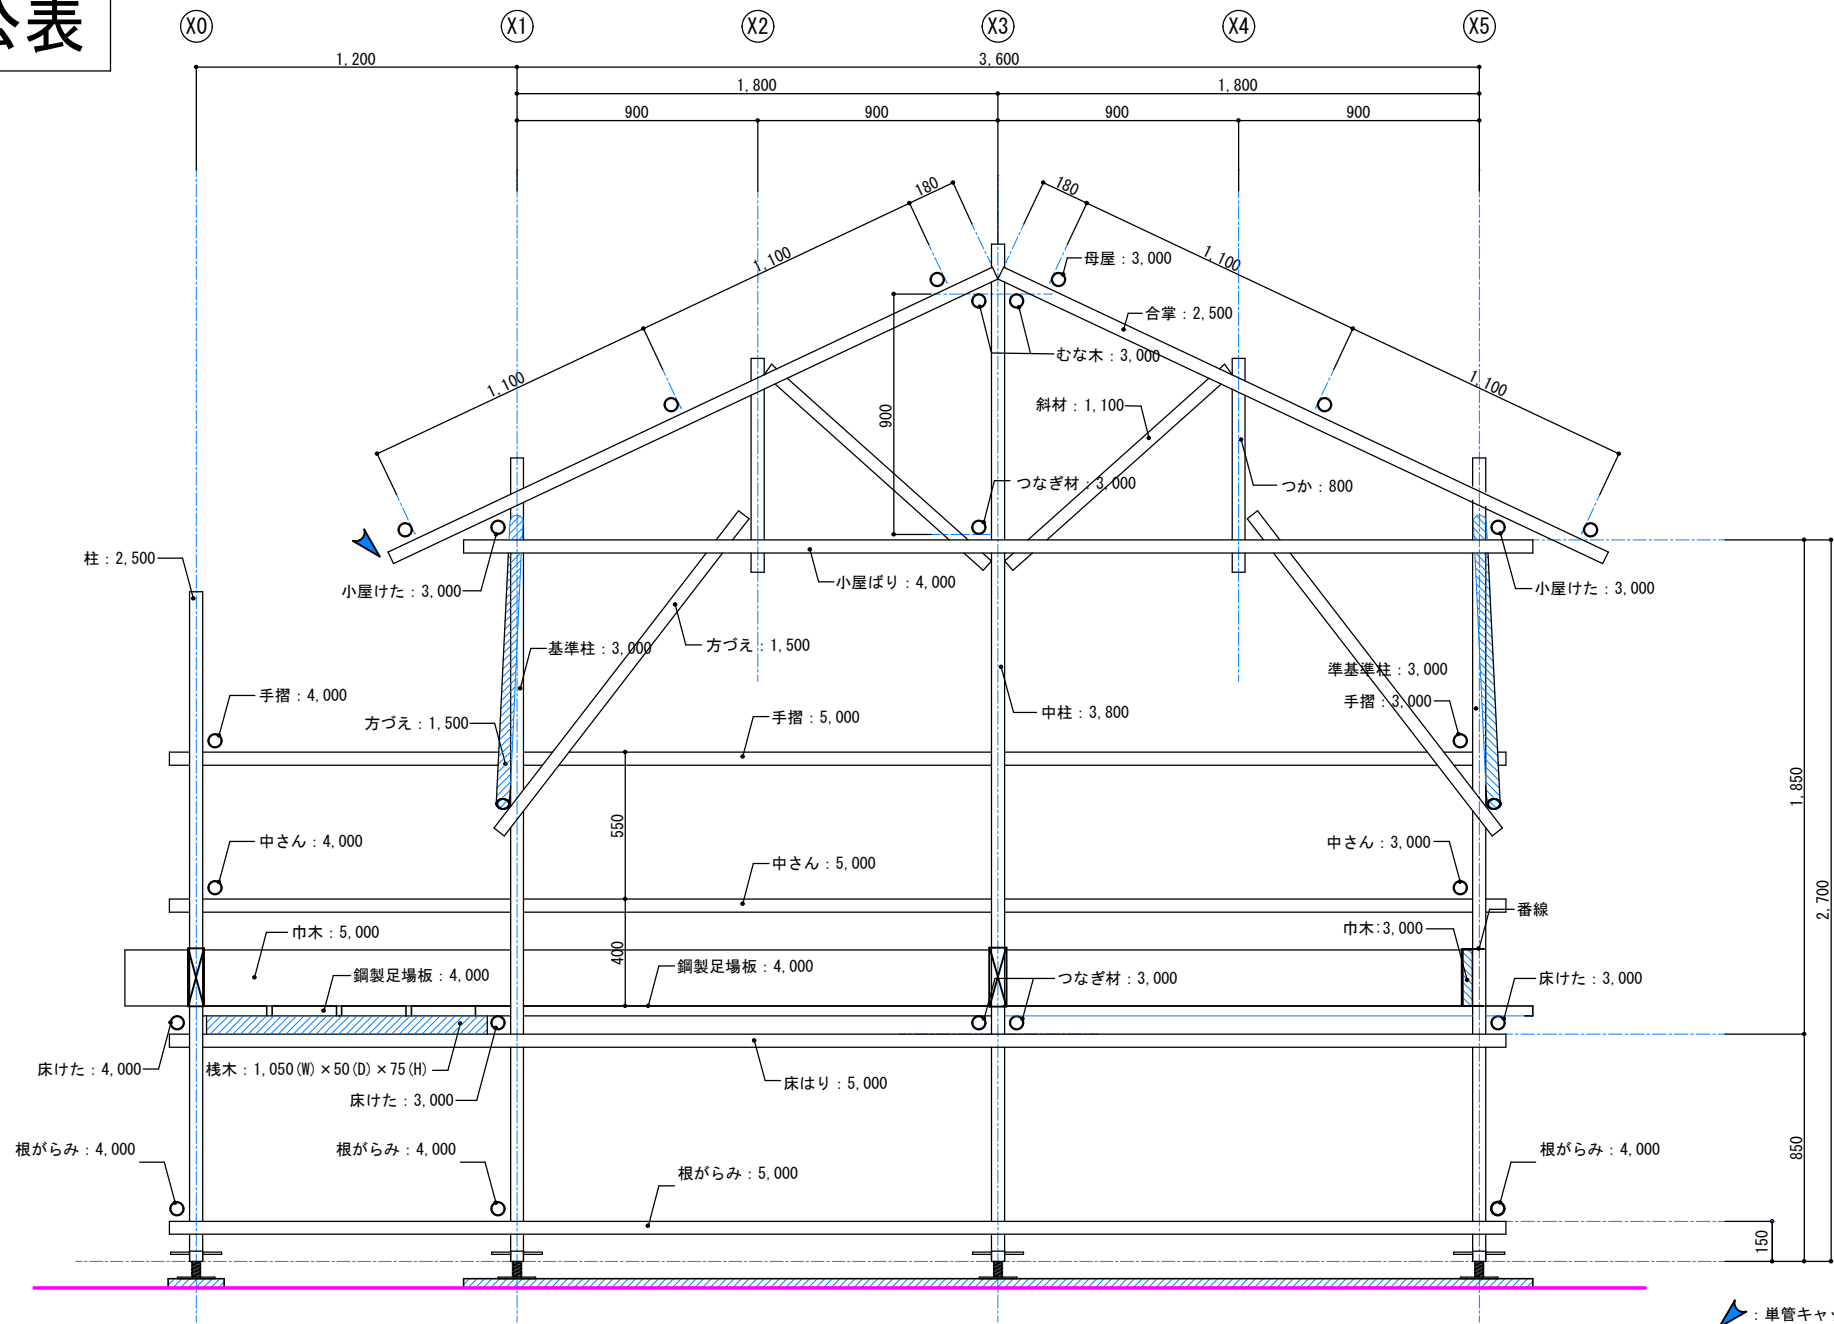 公表
X0 X1 X2 X3 X4 X5
1,200 3,600
1,800 1,800
900 900 900 900
180 180
1,100 1,100
1,100 1,100
母屋：3,000
合掌：2,500
むな木：3,000
900
斜材：1,100
つなぎ材：3,000
つか：800
柱：2,500
小屋けた：3,000
小屋ばり：4,000
小屋けた：3,000
基準柱：3,000
方づえ：1,500
準基準柱：3,000
手摺：4,000
手摺：3,000
方づえ：1,500
手摺：5,000
中柱：3,800
1,850
550
中さん：4,000
中さん：3,000
中さん：5,000
2,700
番線
巾木：5,000
巾木：3,000
400
鋼製足場板：4,000
鋼製足場板：4,000
つなぎ材：3,000
床けた：3,000
床けた：4,000
桟木：1,050(W)×50(D)×75(H)
床はり：5,000
床けた：3,000
根がらみ：4,000
根がらみ：4,000
根がらみ：4,000
850
根がらみ：5,000
150
：単管キャ